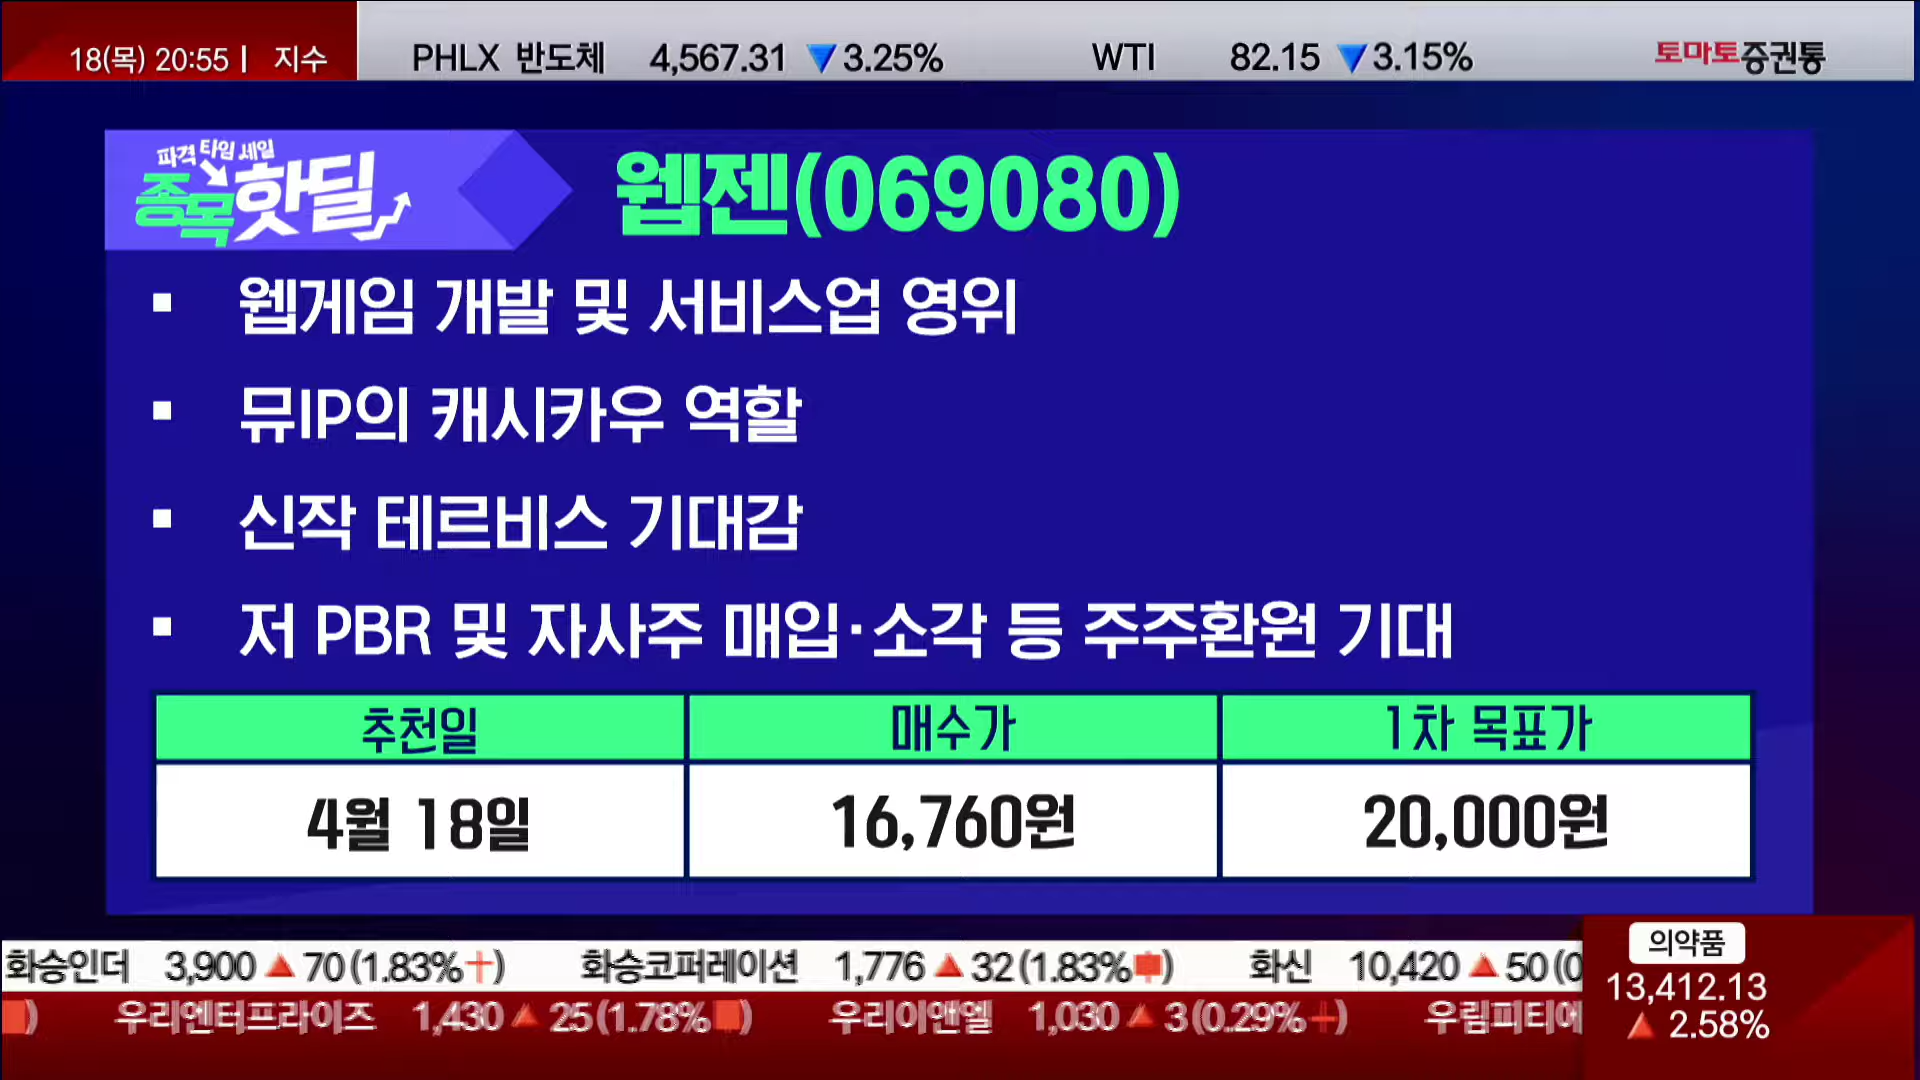 18(목) 20:55 | 지수 PHLX 반도체 4,567.31 ▼3.25% WTI 82.15 ▼3.15% 토마토증권통
파격 타임 세일
종목핫딜
웹젠(069080)
▪ 웹게임 개발 및 서비스업 영위
▪ 뮤IP의 캐시카우 역할
▪ 신작 테르비스 기대감
▪ 저 PBR 및 자사주 매입·소각 등 주주환원 기대
추천일 매수가 1차 목표가
4월 18일 16,760원 20,000원
화승인더 3,900 ▲70(1.83%+) 화승코퍼레이션 1,776 ▲32(1.83%■) 화신 10,420 ▲50(0
■) 우리엔터프라이즈 1,430 ▲25(1.78%■) 우리이앤엘 1,030 ▲3(0.29%+) 우림피티에
의약품
13,412.13
▲2.58%